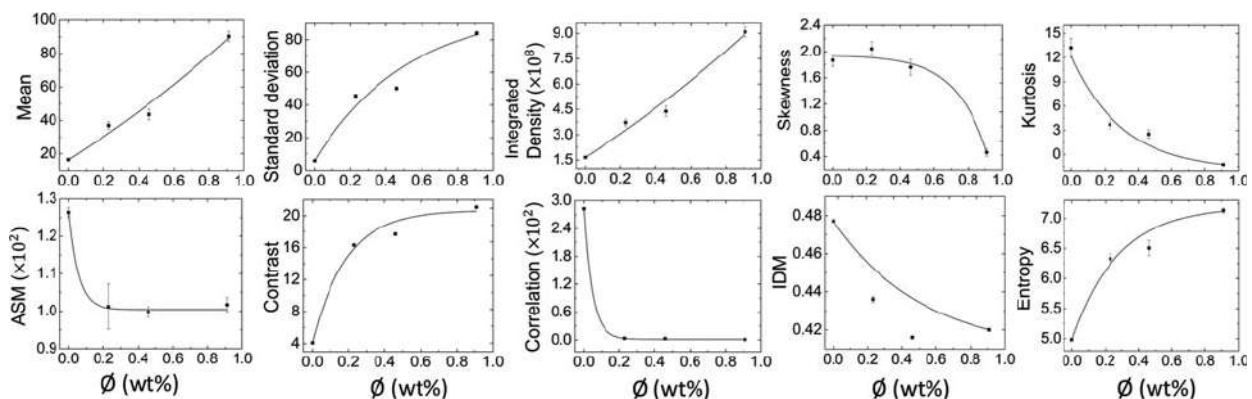 Mean
100
80
60
40
20
0.0 0.2 0.4 0.6 0.8 1.0
Standard deviation
80
60
40
20
0
0.0 0.2 0.4 0.6 0.8 1.0
Integrated
Density (×10⁸)
9.0
7.5
6.0
4.5
3.0
1.5
0.0 0.2 0.4 0.6 0.8 1.0
Skewness
2.4
2.0
1.6
1.2
0.8
0.4
0.0 0.2 0.4 0.6 0.8 1.0
Kurtosis
15
12
9
6
3
0
0.0 0.2 0.4 0.6 0.8 1.0
ASM (×10²)
1.3
1.2
1.1
1.0
0.9
0.0 0.2 0.4 0.6 0.8 1.0
Ø (wt%)
Contrast
20
16
12
8
4
0.0 0.2 0.4 0.6 0.8 1.0
Ø (wt%)
Correlation (×10²)
3.0
2.4
1.8
1.2
0.6
0.0
0.0 0.2 0.4 0.6 0.8 1.0
Ø (wt%)
IDM
0.48
0.46
0.44
0.42
0.0 0.2 0.4 0.6 0.8 1.0
Ø (wt%)
Entropy
7.0
6.5
6.0
5.5
5.0
0.0 0.2 0.4 0.6 0.8 1.0
Ø (wt%)